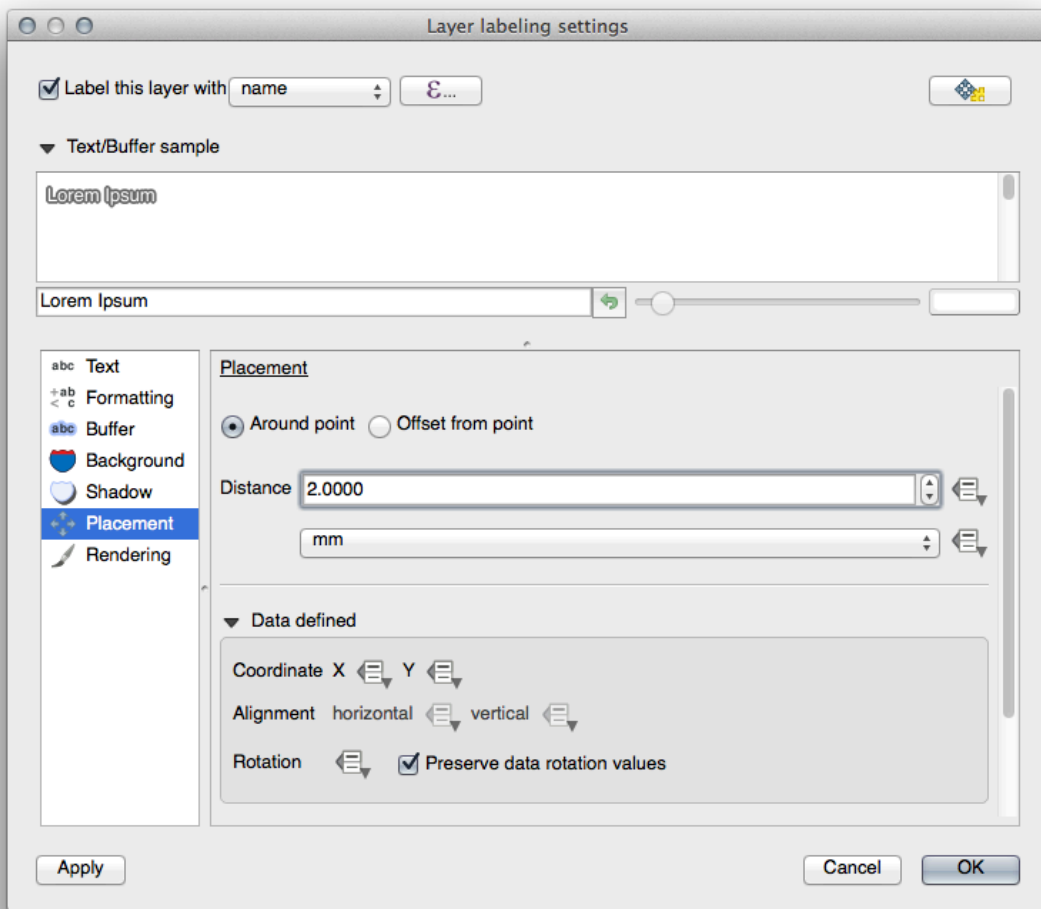 Layer labeling settings
Label this layer with name ε...
Text/Buffer sample
Lorem Ipsum
Lorem Ipsum
abc Text
+ab < c Formatting
abc Buffer
Background
Shadow
Placement
Rendering
Placement
Around point Offset from point
Distance 2.0000
mm
Data defined
Coordinate X Y
Alignment horizontal vertical
Rotation Preserve data rotation values
Apply Cancel OK